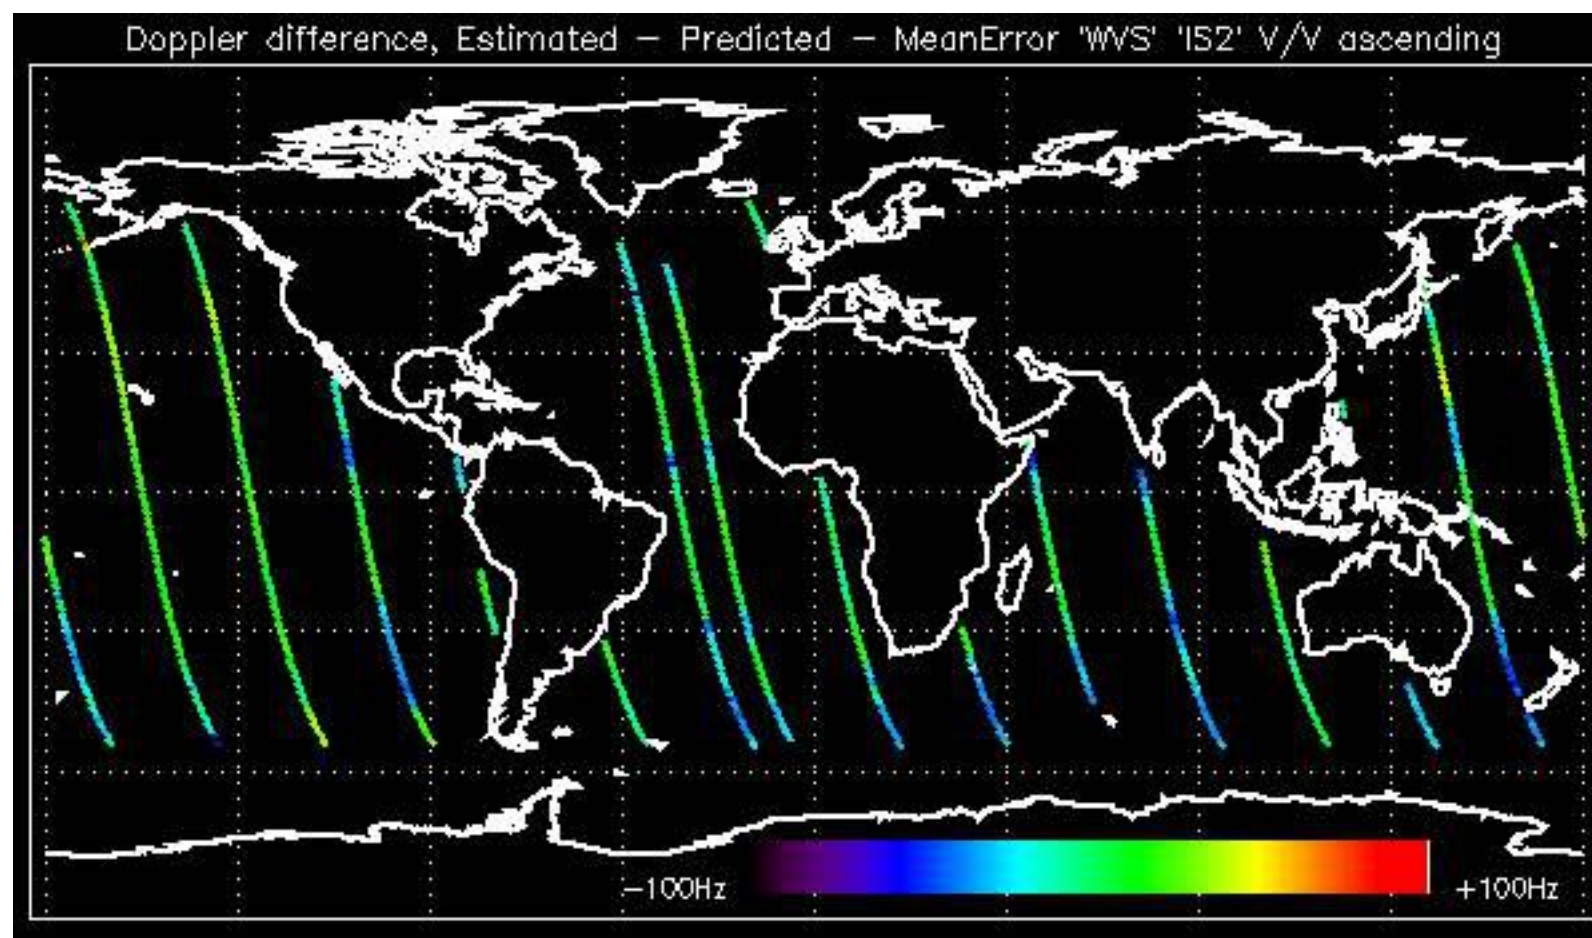 Doppler difference, Estimated – Predicted – MeanError 'WVS' 'IS2' V/V ascending
–100Hz
+100Hz